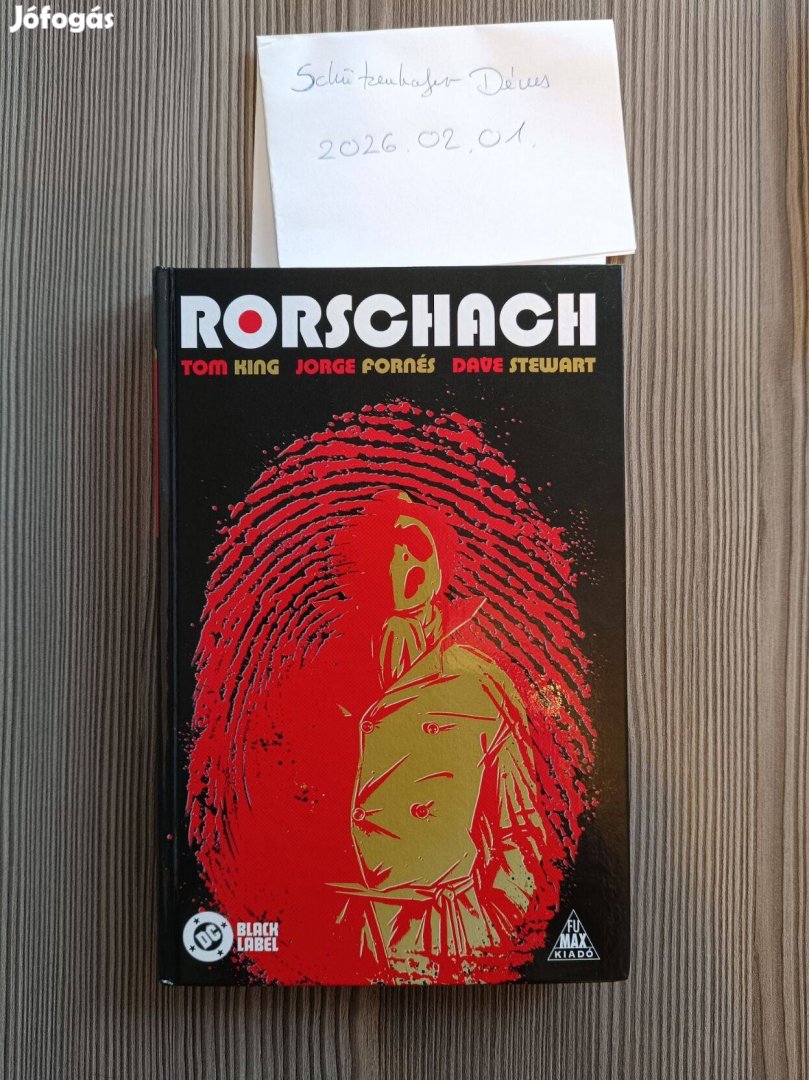 Jófogás
Schützenhofer Dénes
2026.02.01.
RORSCHACH
TOM KING JORGE FORNÉS DAVE STEWART
DC
BLACK
LABEL
FU
MAX
KIADÓ